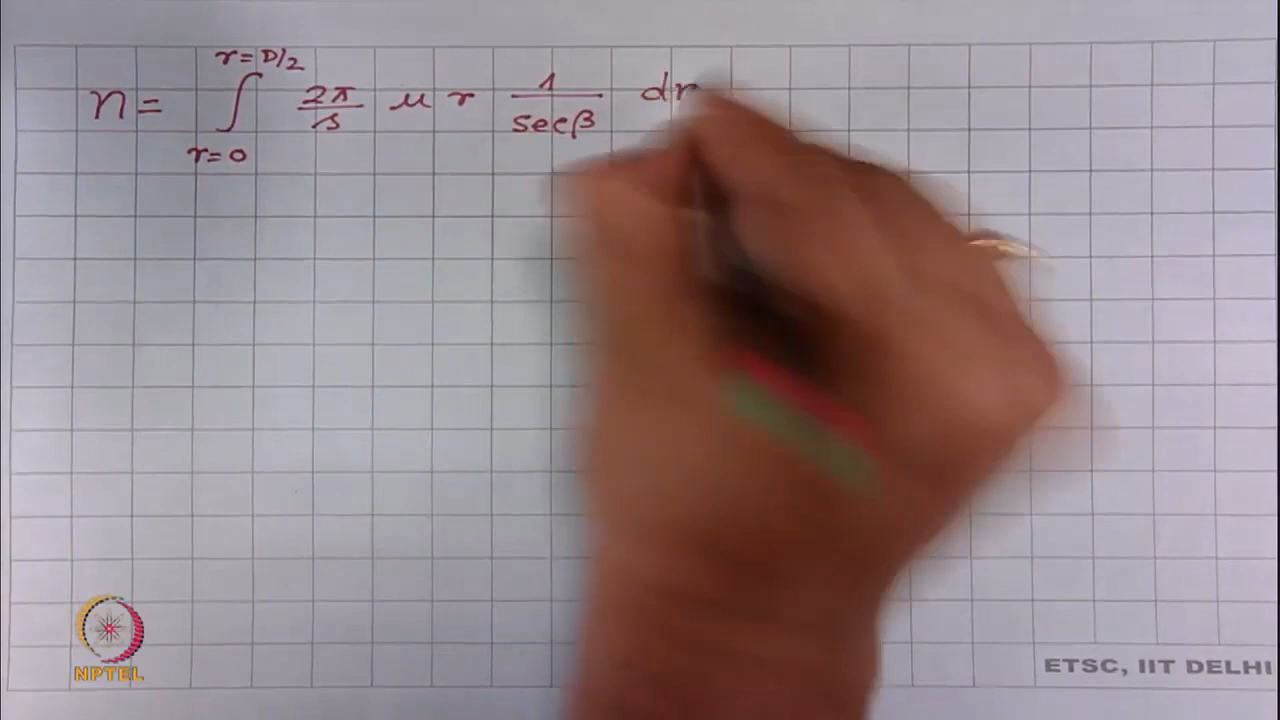 n = ∫_{r=0}^{r=D/2} 2π/s μ r 1/secβ dr
NPTEL
ETSC, IIT DELHI